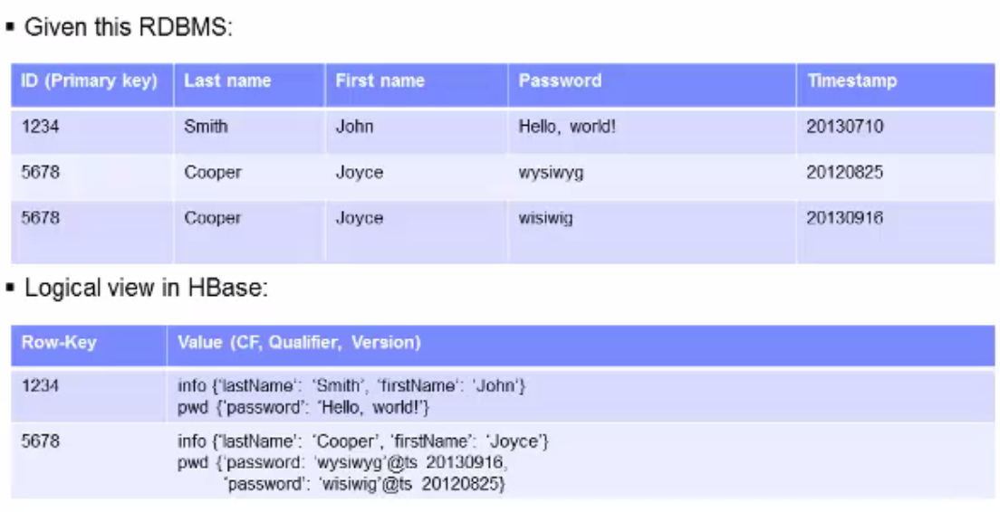 ▪ Given this RDBMS:
ID (Primary key) Last name First name Password Timestamp
1234 Smith John Hello, world! 20130710
5678 Cooper Joyce wysiwyg 20120825
5678 Cooper Joyce wisiwig 20130916
▪ Logical view in HBase:
Row-Key Value (CF, Qualifier, Version)
1234 info {'lastName': 'Smith', 'firstName': 'John'}
pwd {'password': 'Hello, world!'}
5678 info {'lastName': 'Cooper', 'firstName': 'Joyce'}
pwd {'password: 'wysiwyg'@ts 20130916,
'password': 'wisiwig'@ts 20120825}